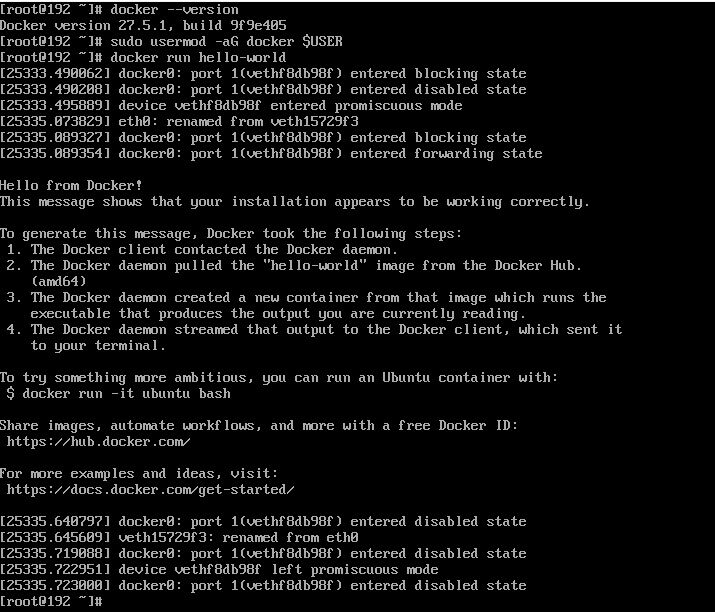 [root@192 ~]# docker --version
Docker version 27.5.1, build 9f9e405
[root@192 ~]# sudo usermod -aG docker $USER
[root@192 ~]# docker run hello-world
[25333.490062] docker0: port 1(vethf8db98f) entered blocking state
[25333.490208] docker0: port 1(vethf8db98f) entered disabled state
[25333.495889] device vethf8db98f entered promiscuous mode
[25335.073829] eth0: renamed from veth15729f3
[25335.089327] docker0: port 1(vethf8db98f) entered blocking state
[25335.089354] docker0: port 1(vethf8db98f) entered forwarding state
Hello from Docker!
This message shows that your installation appears to be working correctly.
To generate this message, Docker took the following steps:
1. The Docker client contacted the Docker daemon.
2. The Docker daemon pulled the "hello-world" image from the Docker Hub.
(amd64)
3. The Docker daemon created a new container from that image which runs the
executable that produces the output you are currently reading.
4. The Docker daemon streamed that output to the Docker client, which sent it
to your terminal.
To try something more ambitious, you can run an Ubuntu container with:
$ docker run -it ubuntu bash
Share images, automate workflows, and more with a free Docker ID:
https://hub.docker.com/
For more examples and ideas, visit:
https://docs.docker.com/get-started/
[25335.640797] docker0: port 1(vethf8db98f) entered disabled state
[25335.645609] veth15729f3: renamed from eth0
[25335.719088] docker0: port 1(vethf8db98f) entered disabled state
[25335.722951] device vethf8db98f left promiscuous mode
[25335.723000] docker0: port 1(vethf8db98f) entered disabled state
[root@192 ~]#